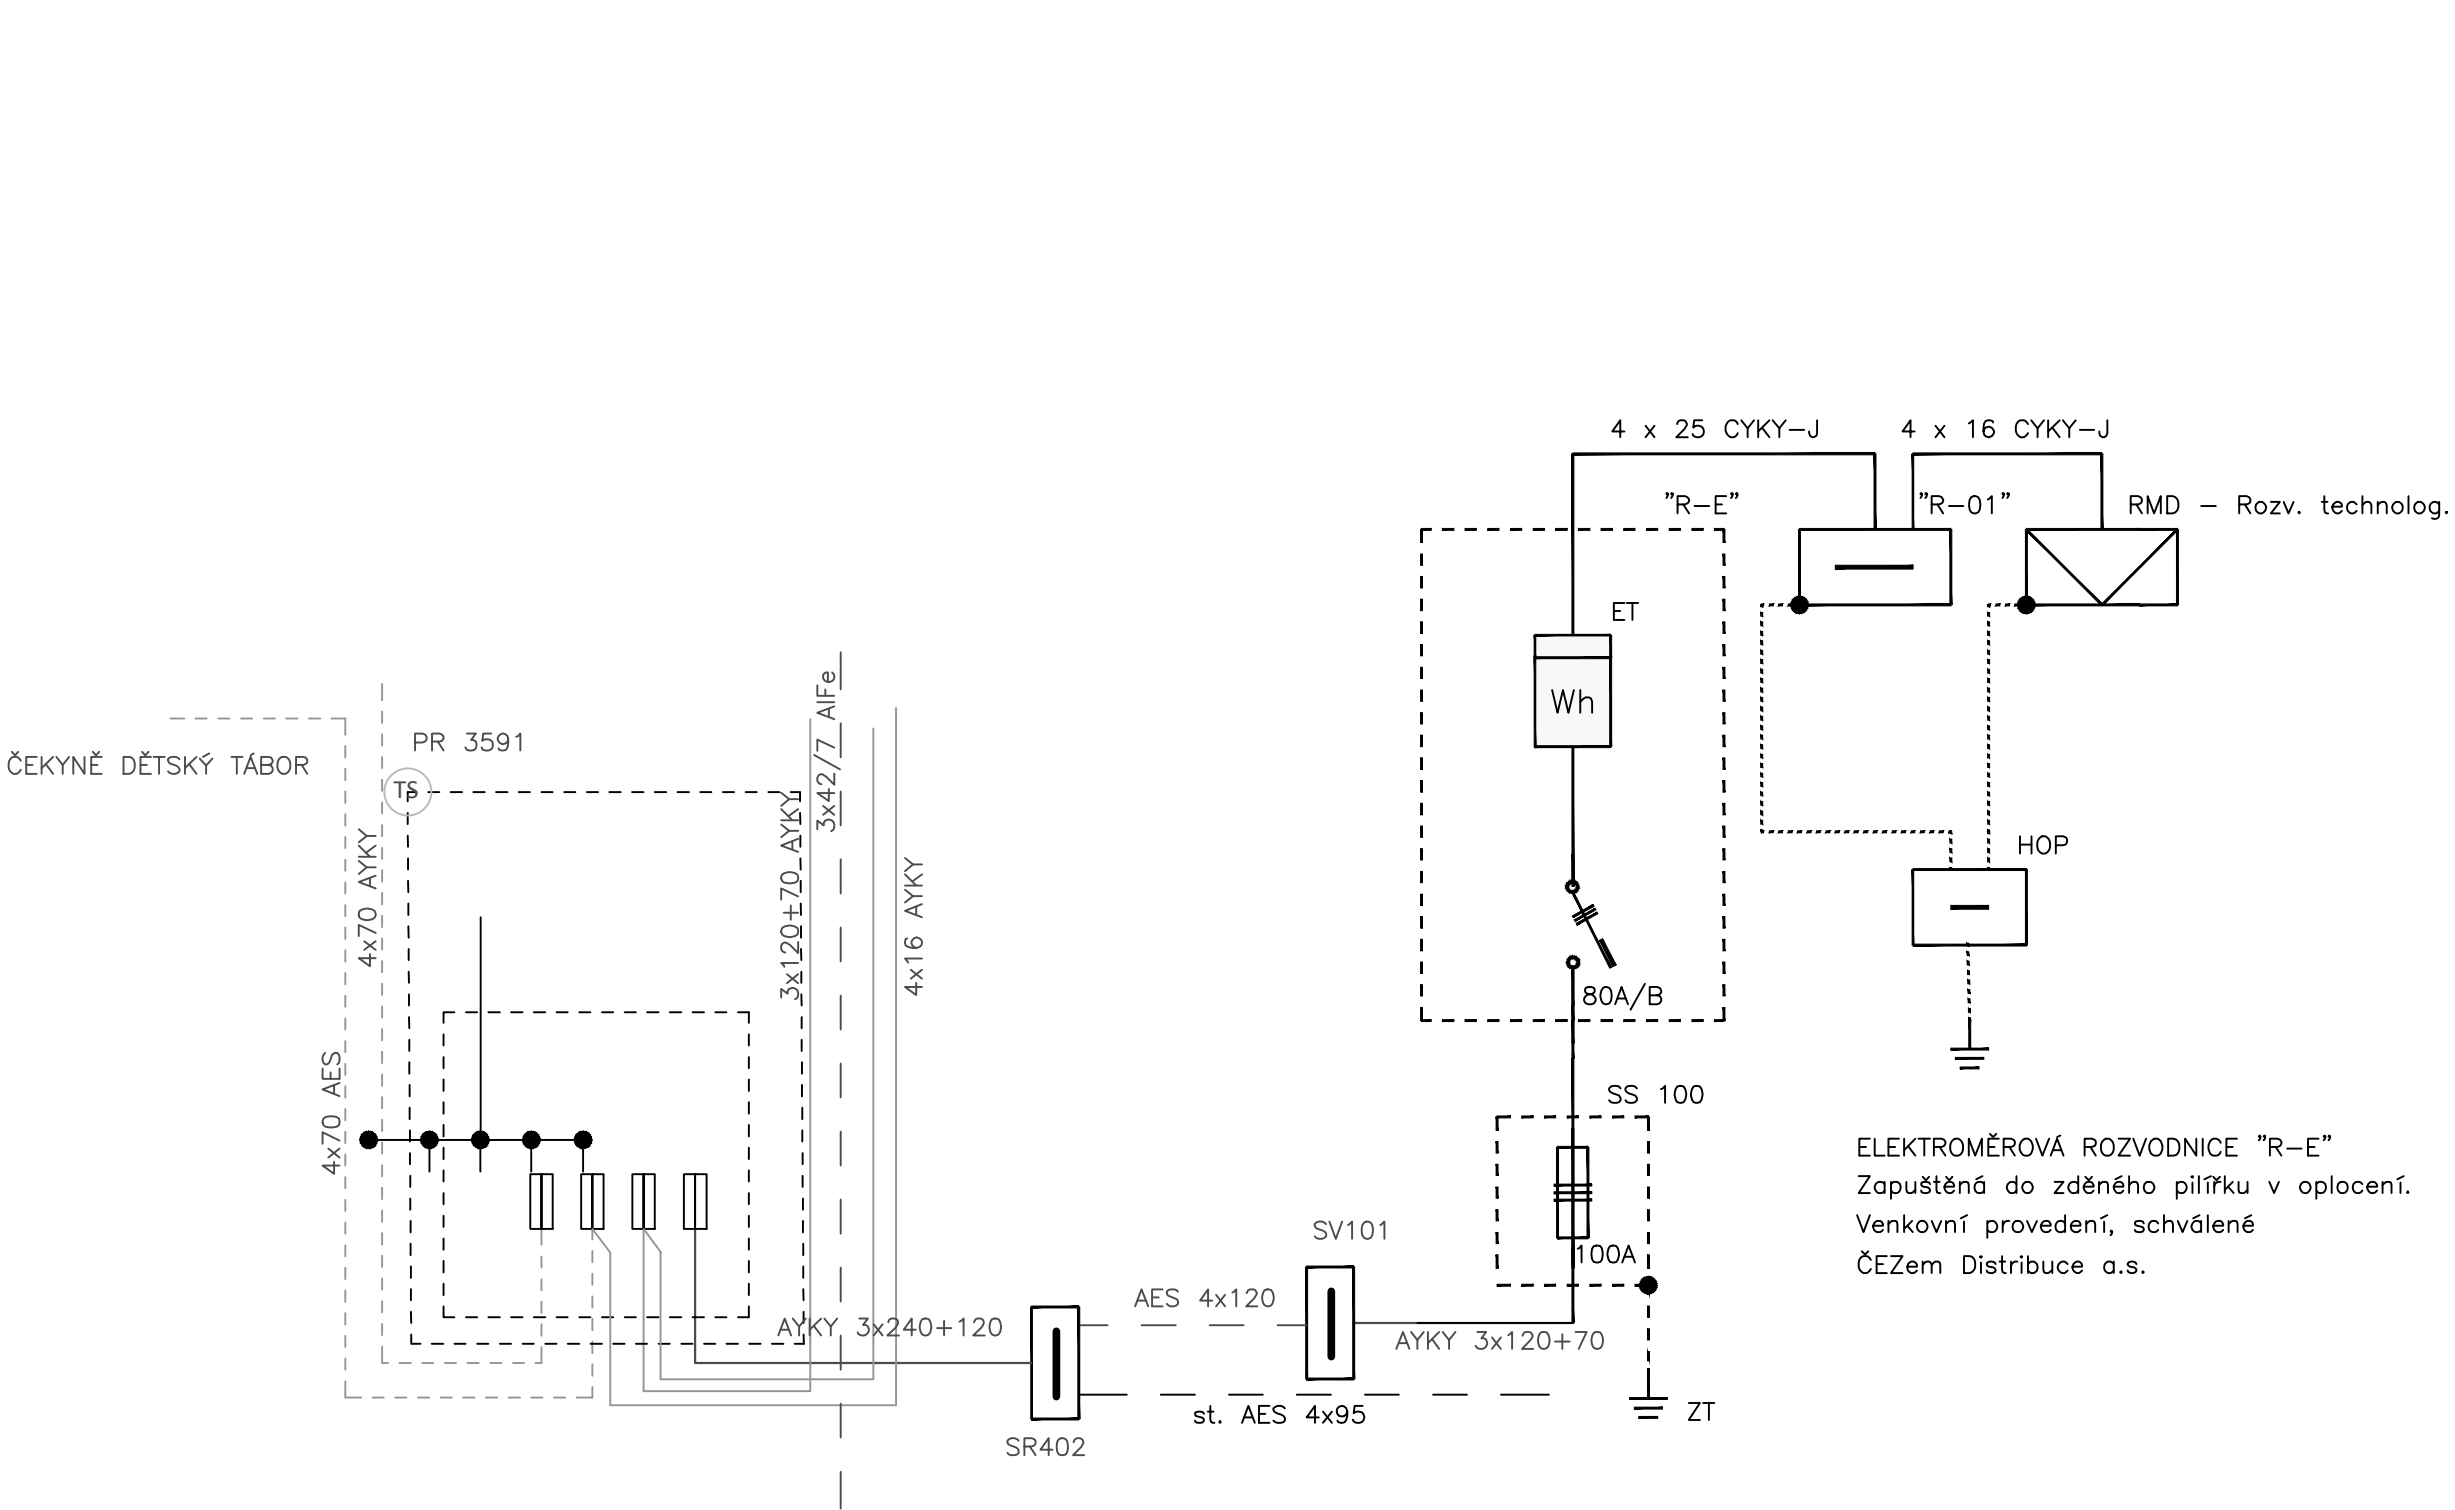 4 x 25 CYKY-J
4 x 16 CYKY-J
"R-E"
"R-01"
RMD - Rozv. technolog.
ET
Wh
80A/B
HOP
ČEKYNĚ DĚTSKÝ TÁBOR
PR 3591
TS
4x70 AYKY
4x70 AES
3x120+70 AYKY
3x42/7 AlFe
4x16 AYKY
SS 100
100A
ELEKTROMĚROVÁ ROZVODNICE "R-E"
Zapuštěná do zděného pilířku v oplocení.
Venkovní provedení, schválené
ČEZem Distribuce a.s.
SV101
AES 4x120
AYKY 3x240+120
AYKY 3x120+70
st. AES 4x95
ZT
SR402